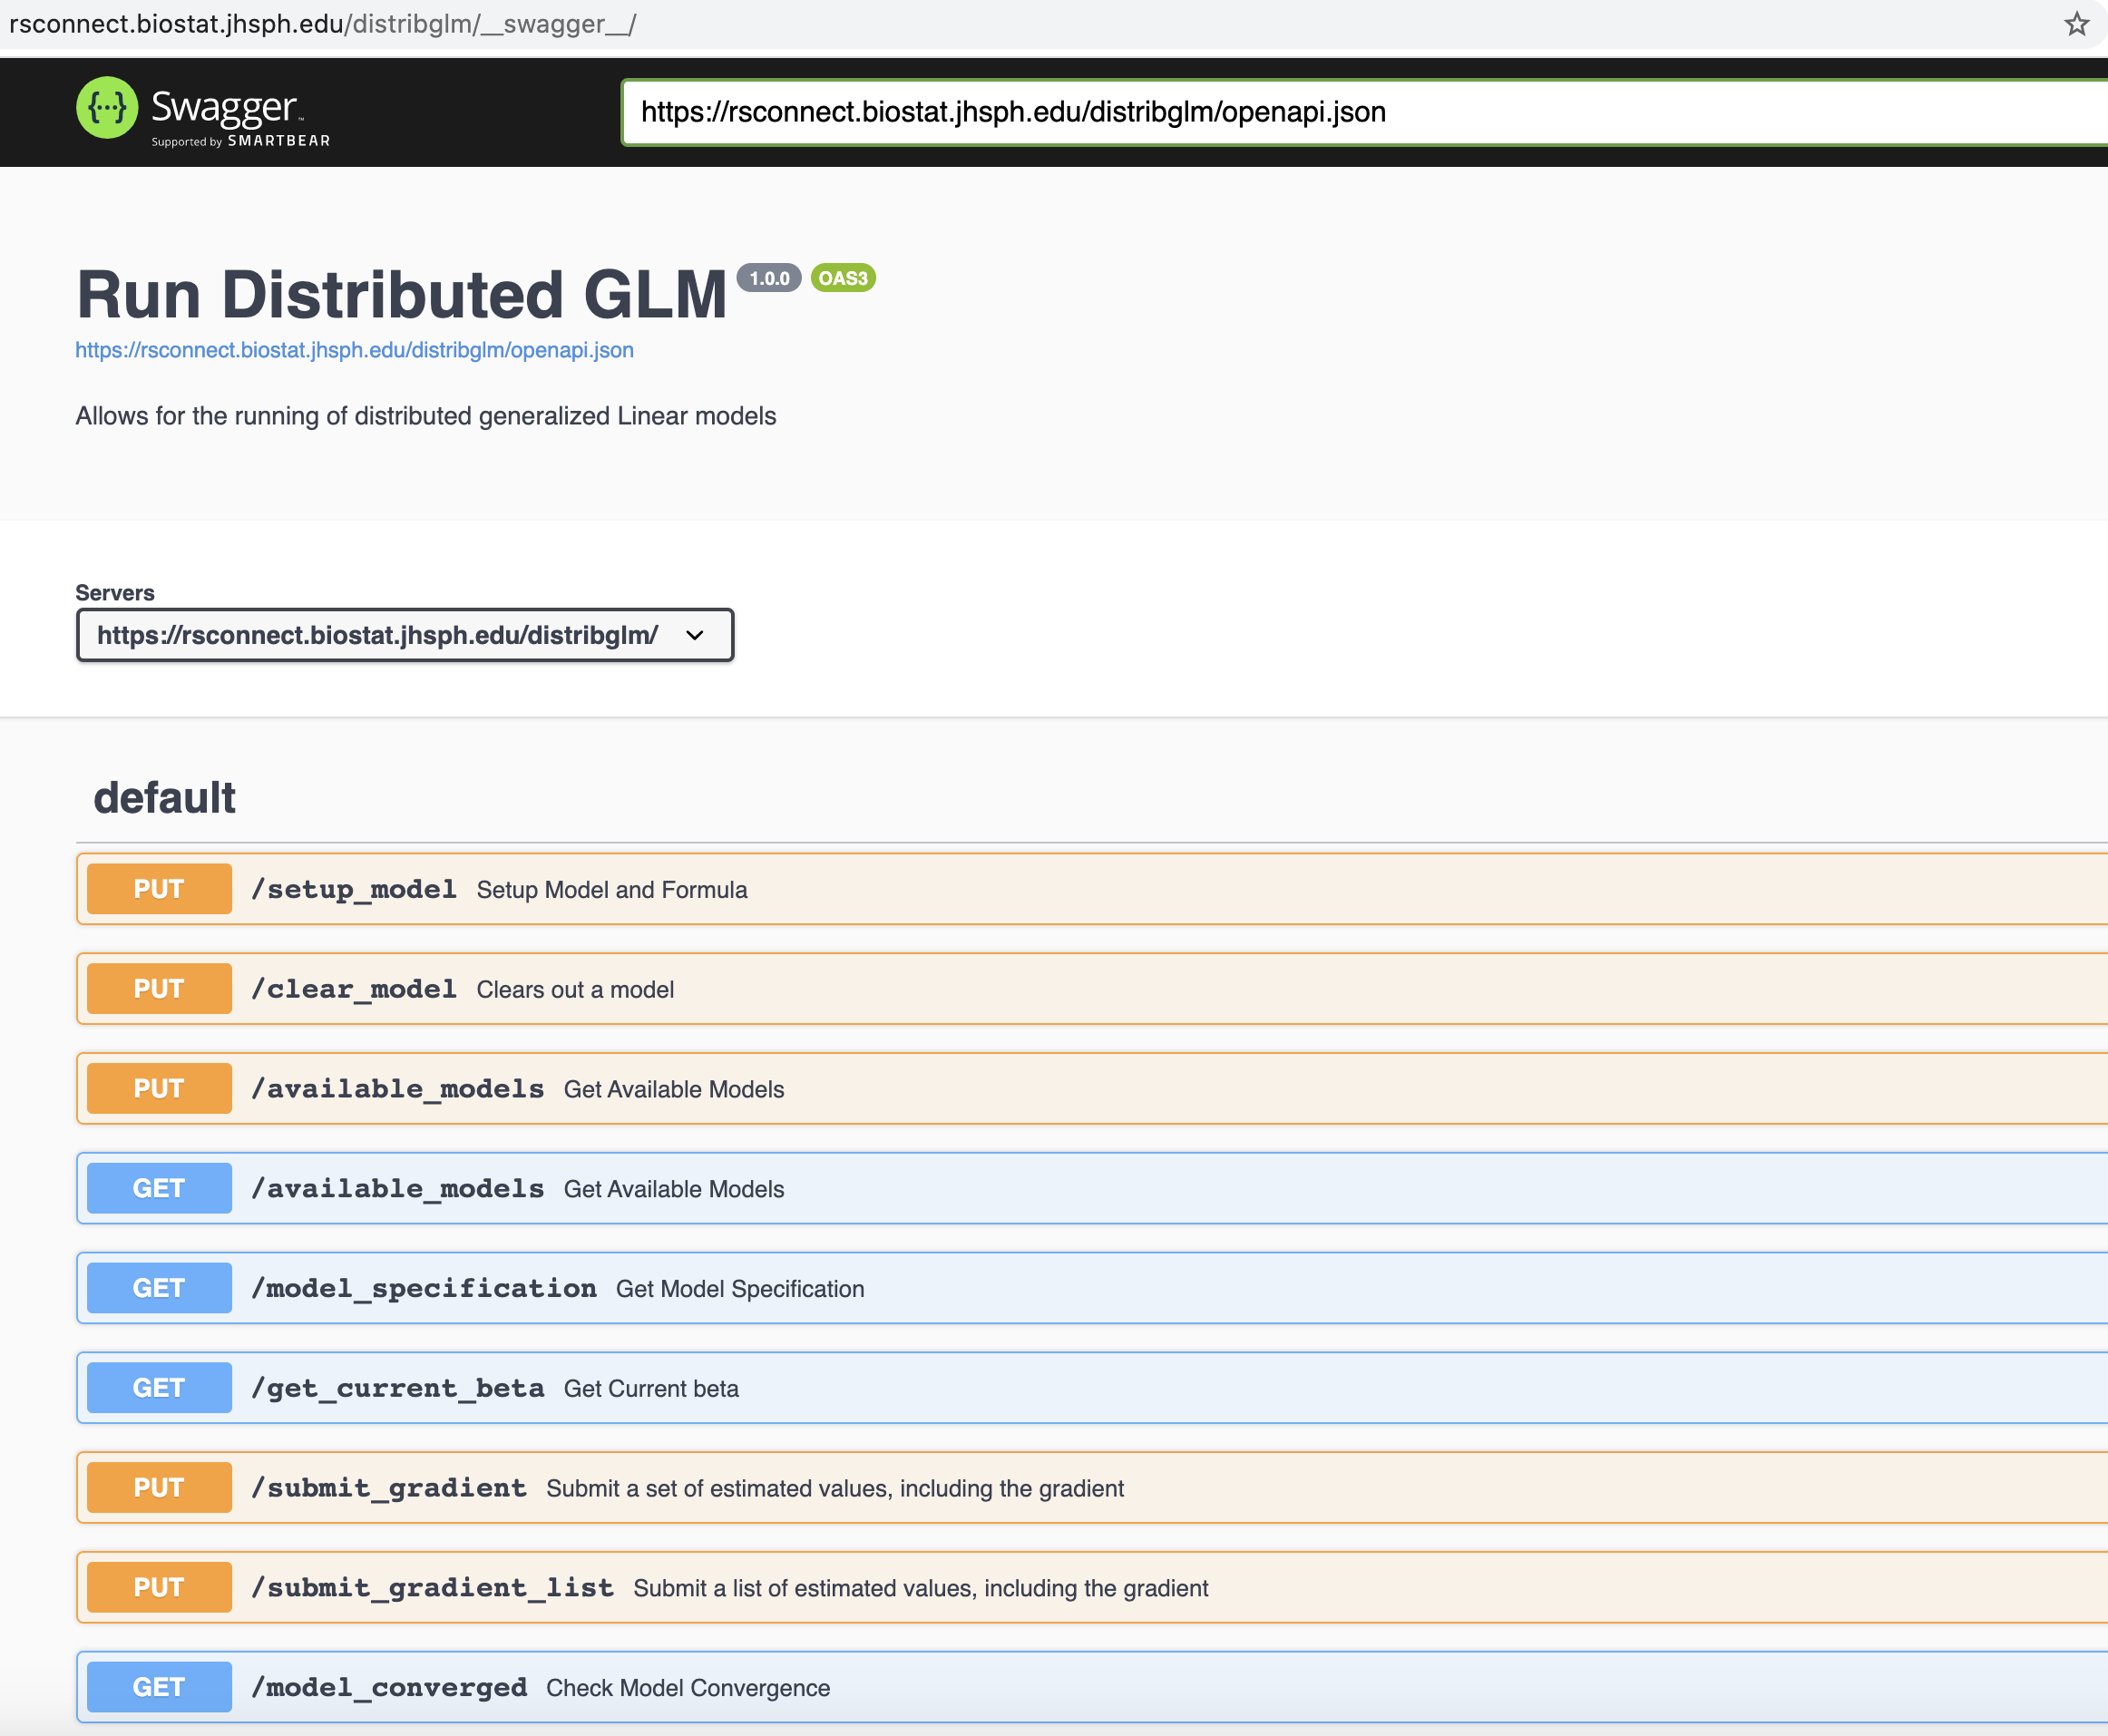 rsconnect.biostat.jhsph.edu/distribglm/__swagger__/
{···} Swagger™
Supported by SMARTBEAR
https://rsconnect.biostat.jhsph.edu/distribglm/openapi.json
Run Distributed GLM 1.0.0 OAS3
https://rsconnect.biostat.jhsph.edu/distribglm/openapi.json
Allows for the running of distributed generalized Linear models
Servers
https://rsconnect.biostat.jhsph.edu/distribglm/
default
PUT /setup_model Setup Model and Formula
PUT /clear_model Clears out a model
PUT /available_models Get Available Models
GET /available_models Get Available Models
GET /model_specification Get Model Specification
GET /get_current_beta Get Current beta
PUT /submit_gradient Submit a set of estimated values, including the gradient
PUT /submit_gradient_list Submit a list of estimated values, including the gradient
GET /model_converged Check Model Convergence